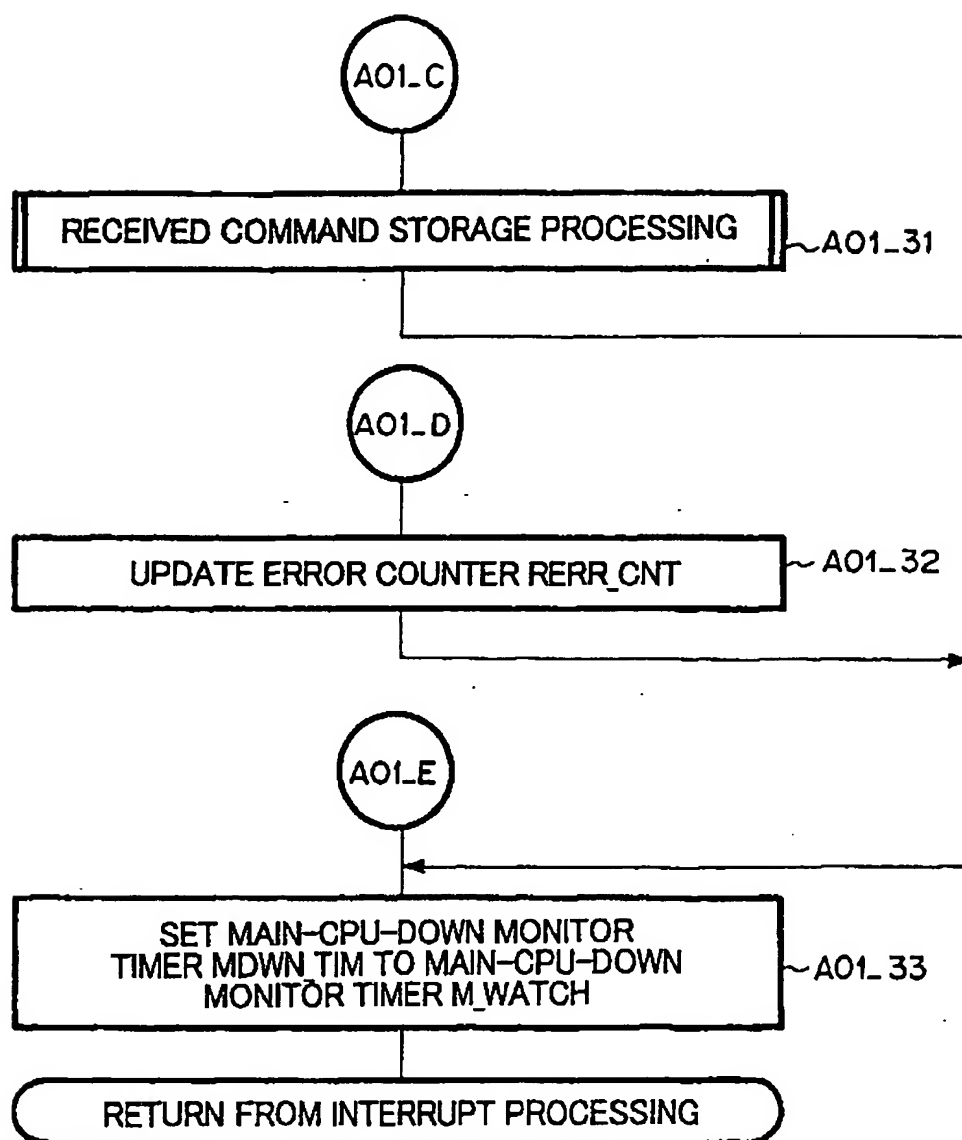 A01_C
RECEIVED COMMAND STORAGE PROCESSING
A01_31
A01_D
UPDATE ERROR COUNTER RERR_CNT
A01_32
A01_E
SET MAIN-CPU-DOWN MONITOR
TIMER MDWN_TIM TO MAIN-CPU-DOWN
MONITOR TIMER M_WATCH
A01_33
RETURN FROM INTERRUPT PROCESSING